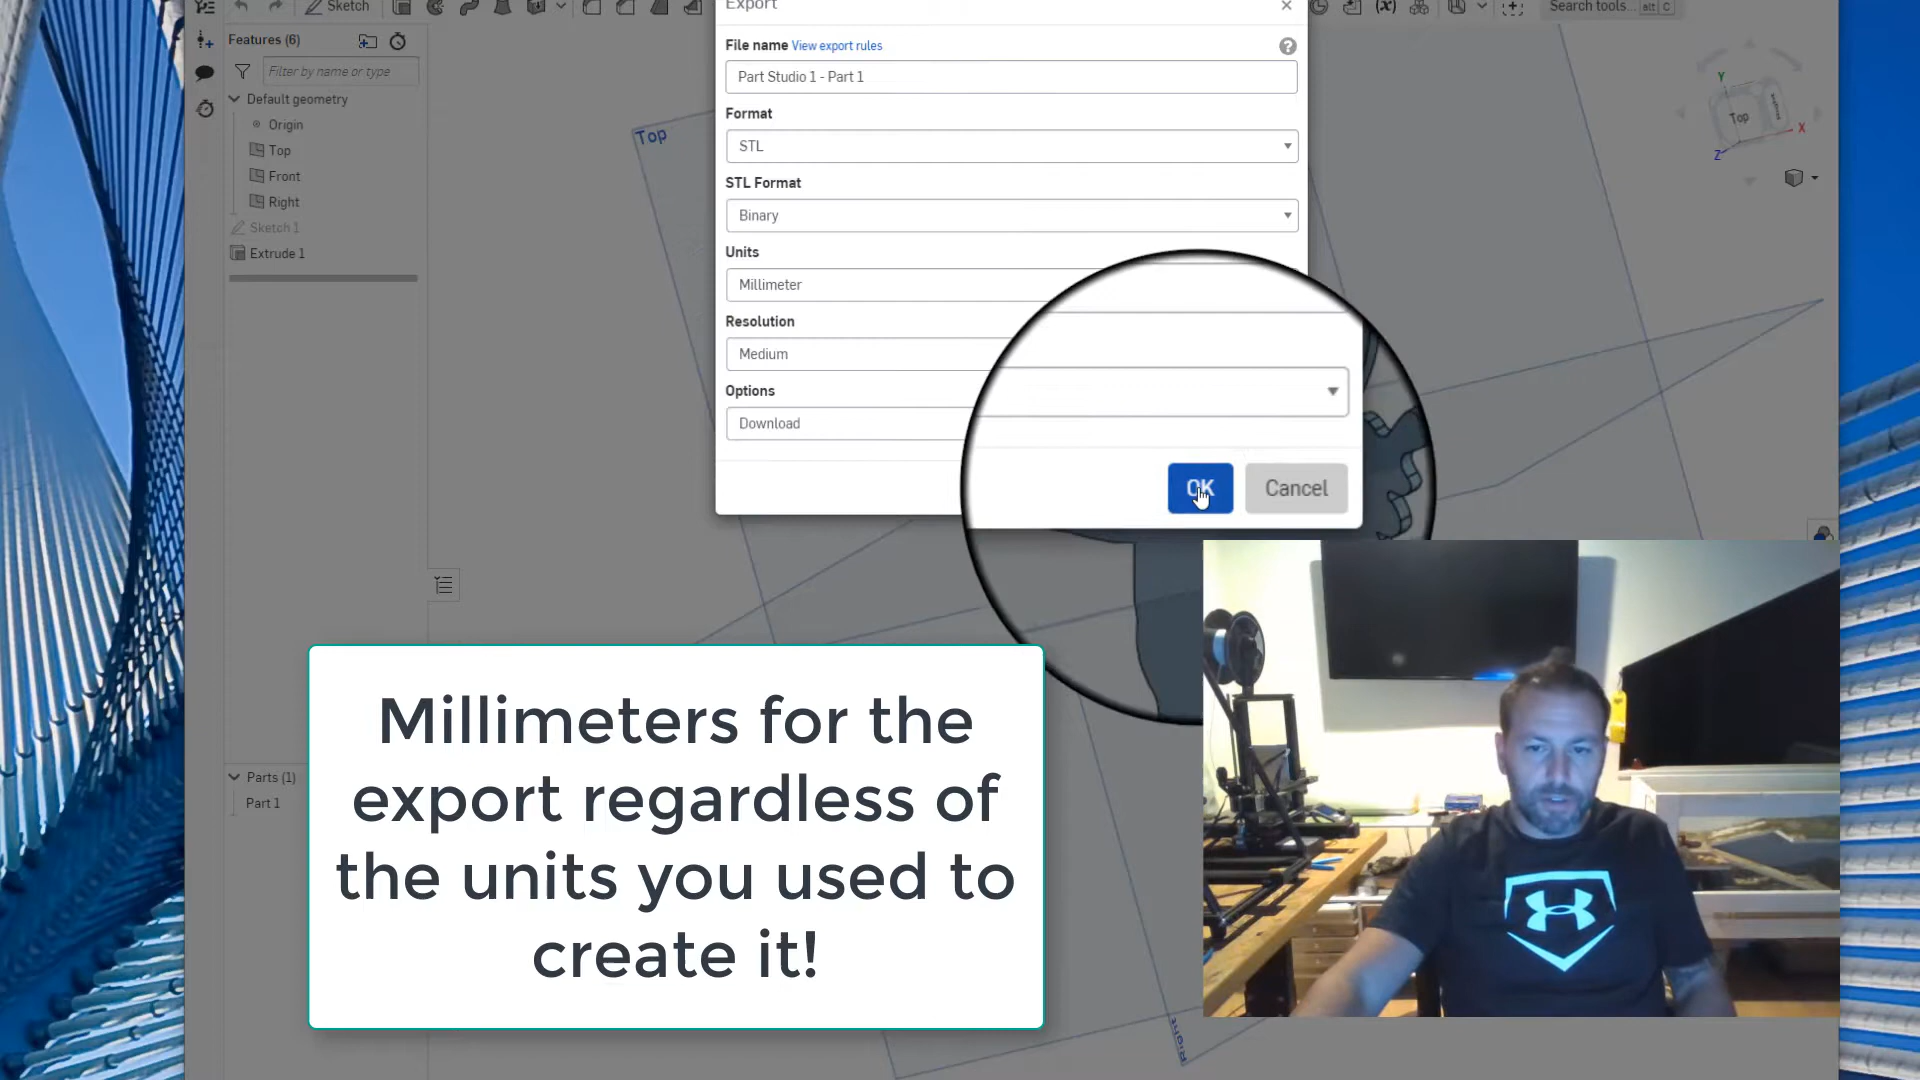 Sketch
Search tools...
alt C
Export
Features (6)
Filter by name or type
Default geometry
Origin
Top
Front
Right
Sketch 1
Extrude 1
Parts (1)
Part 1
Top
File name View export rules
Part Studio 1 - Part 1
Format
STL
STL Format
Binary
Units
Millimeter
Resolution
Medium
Options
Download
OK
Cancel
Y
Top
X
Z
Millimeters for the
export regardless of
the units you used to
create it!
Right